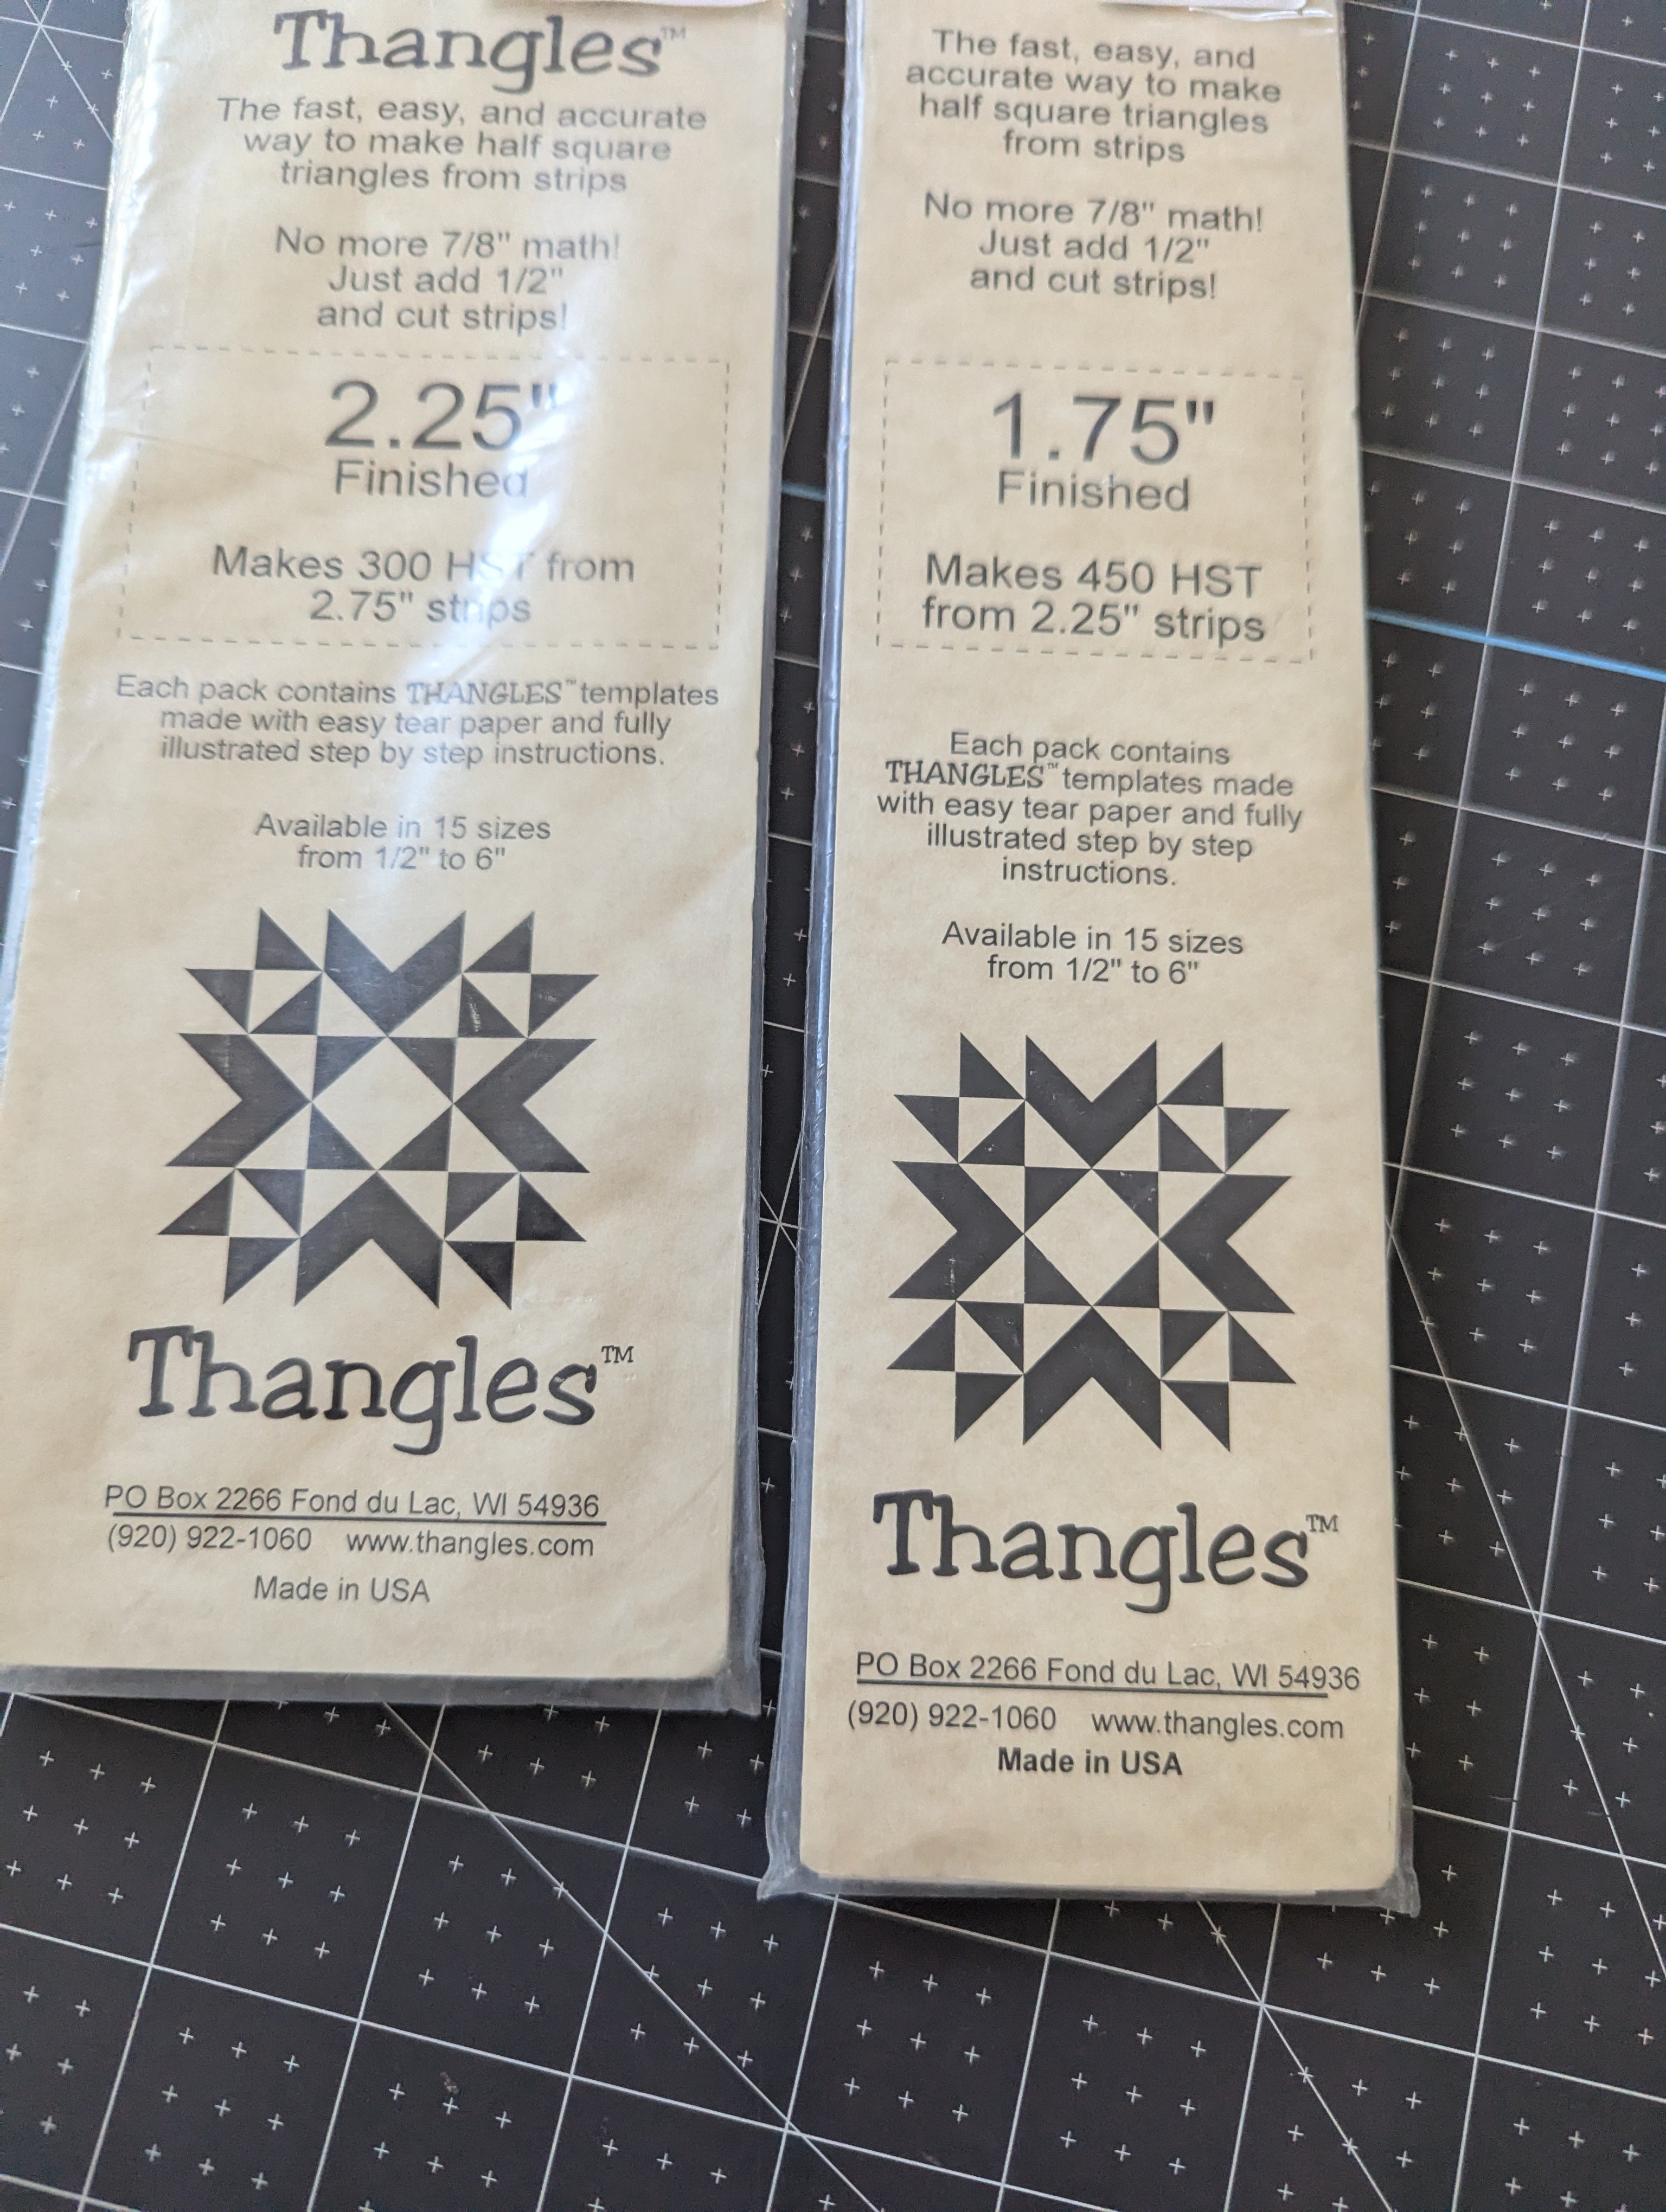 Thangles™
The fast, easy, and accurate
way to make half square
triangles from strips
No more 7/8" math!
Just add 1/2"
and cut strips!
2.25"
Finished
Makes 300 HST from
2.75" strips
Each pack contains THANGLES™ templates
made with easy tear paper and fully
illustrated step by step instructions.
Available in 15 sizes
from 1/2" to 6"
Thangles™
PO Box 2266 Fond du Lac, WI 54936
(920) 922-1060 www.thangles.com
Made in USA
The fast, easy, and
accurate way to make
half square triangles
from strips
No more 7/8" math!
Just add 1/2"
and cut strips!
1.75"
Finished
Makes 450 HST
from 2.25" strips
Each pack contains
THANGLES™ templates made
with easy tear paper and fully
illustrated step by step
instructions.
Available in 15 sizes
from 1/2" to 6"
Thangles™
PO Box 2266 Fond du Lac, WI 54936
(920) 922-1060 www.thangles.com
Made in USA